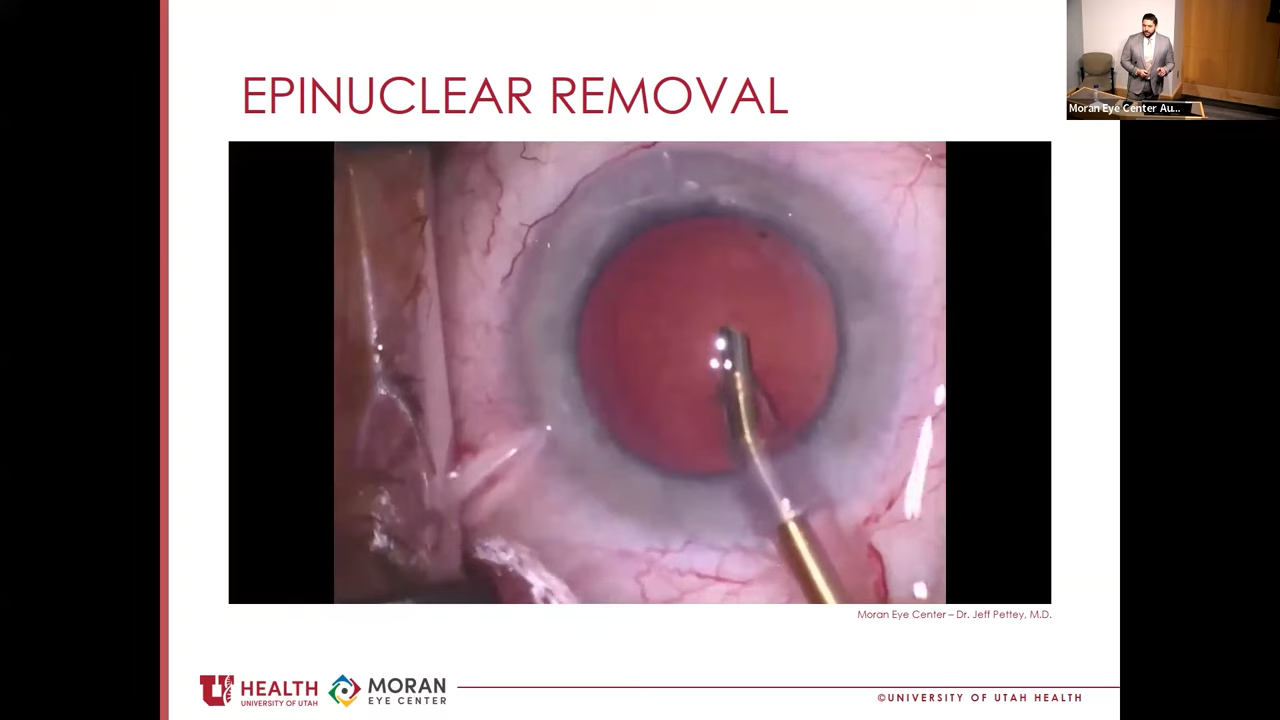 EPINUCLEAR REMOVAL
Moran Eye Center Au...
Moran Eye Center – Dr. Jeff Pettey, M.D.
U HEALTH
UNIVERSITY OF UTAH
MORAN
EYE CENTER
©UNIVERSITY OF UTAH HEALTH